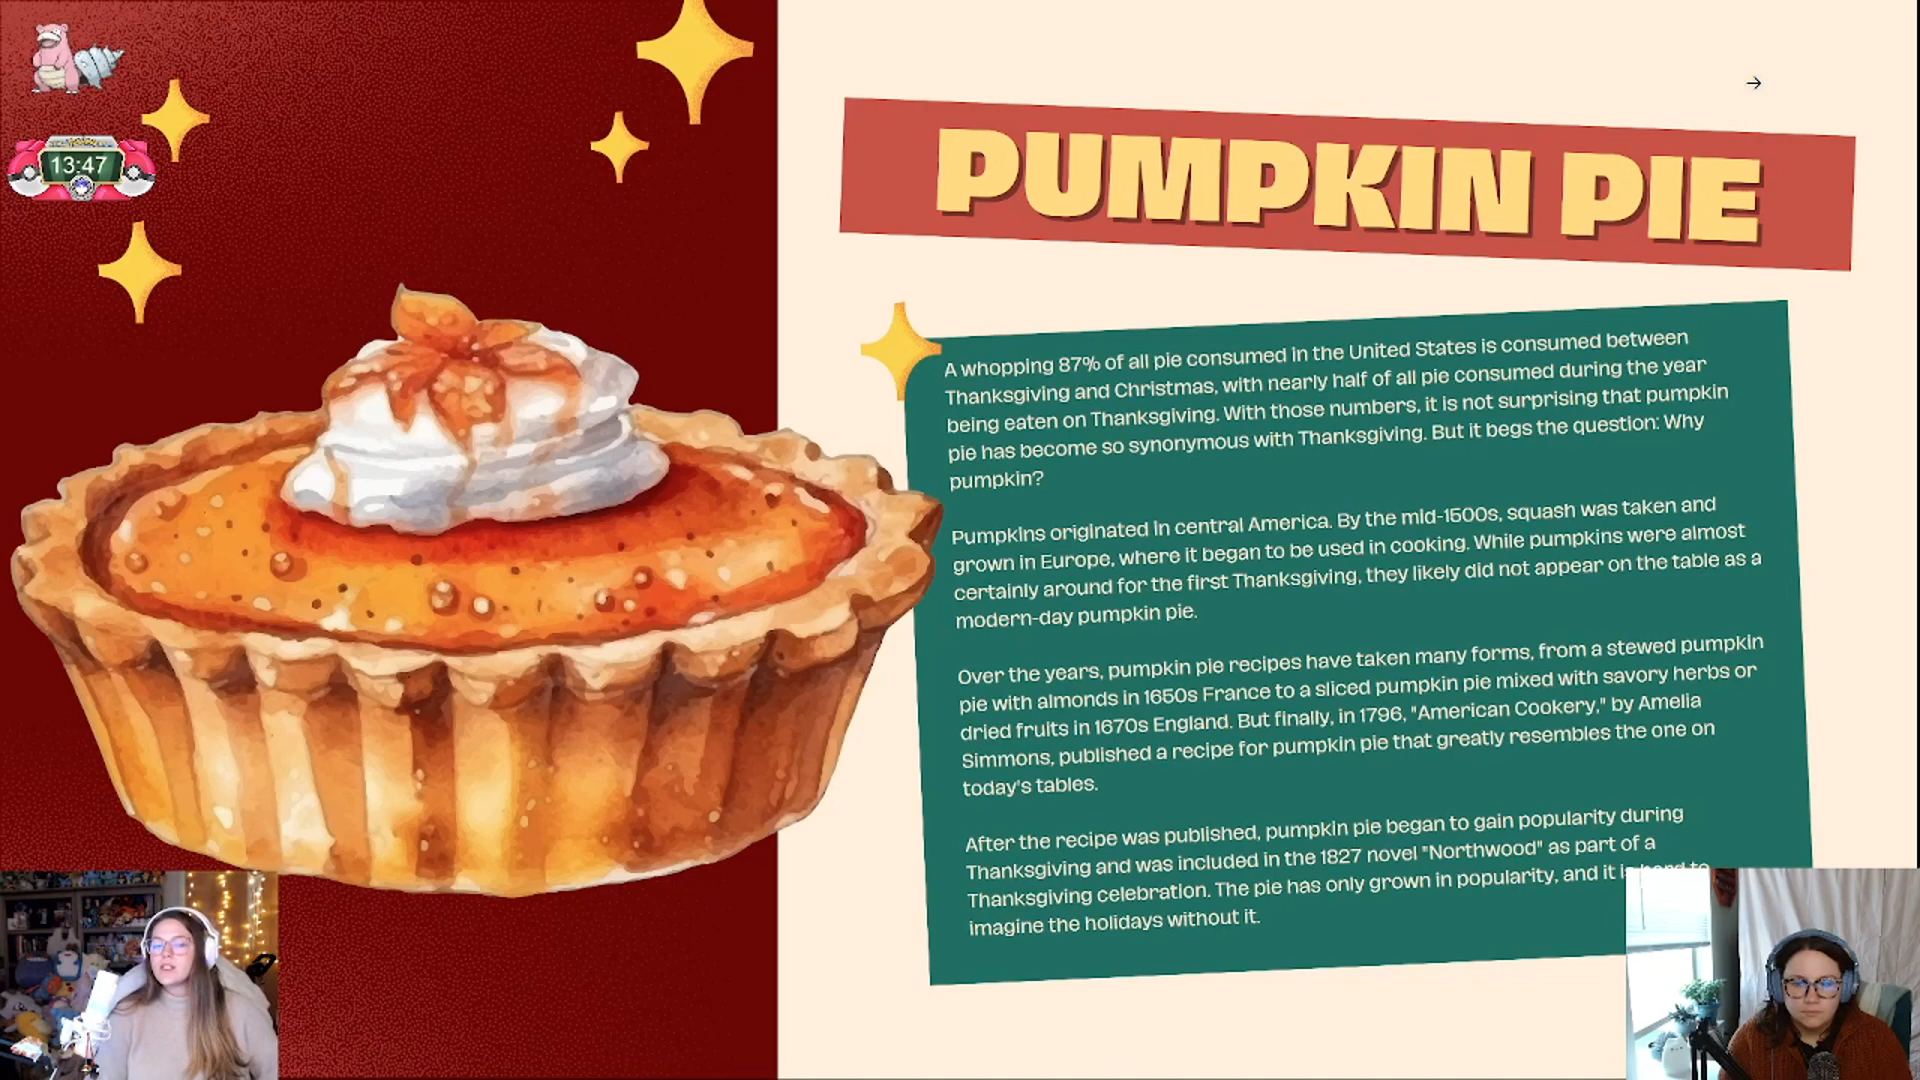 13:47
PUMPKIN PIE
A whopping 87% of all pie consumed in the United States is consumed between
Thanksgiving and Christmas, with nearly half of all pie consumed during the year
being eaten on Thanksgiving. With those numbers, it is not surprising that pumpkin
pie has become so synonymous with Thanksgiving. But it begs the question: Why
pumpkin?
Pumpkins originated in central America. By the mid-1500s, squash was taken and
grown in Europe, where it began to be used in cooking. While pumpkins were almost
certainly around for the first Thanksgiving, they likely did not appear on the table as a
modern-day pumpkin pie.
Over the years, pumpkin pie recipes have taken many forms, from a stewed pumpkin
pie with almonds in 1650s France to a sliced pumpkin pie mixed with savory herbs or
dried fruits in 1670s England. But finally, in 1796, "American Cookery," by Amelia
Simmons, published a recipe for pumpkin pie that greatly resembles the one on
today's tables.
After the recipe was published, pumpkin pie began to gain popularity during
Thanksgiving and was included in the 1827 novel "Northwood" as part of a
Thanksgiving celebration. The pie has only grown in popularity, and it is hard to
imagine the holidays without it.